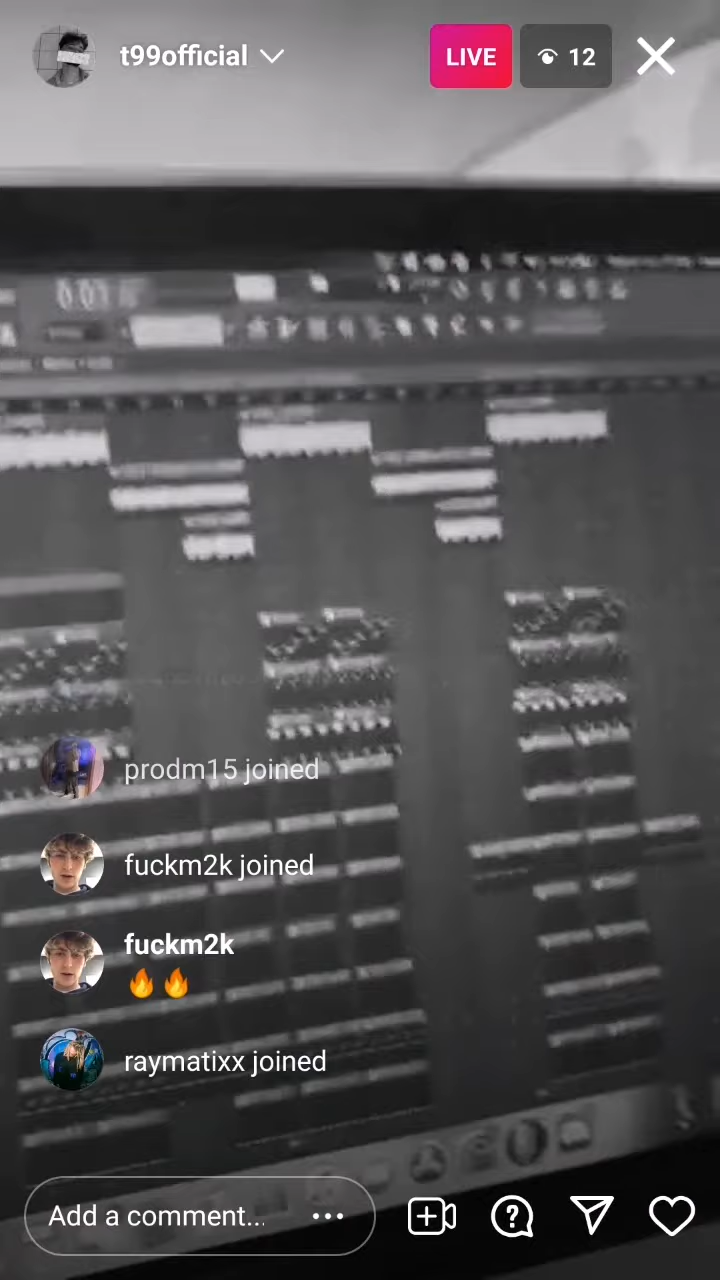 t99official
LIVE
12
prodm15 joined
fuckm2k joined
fuckm2k
🔥🔥
raymatixx joined
Add a comment...